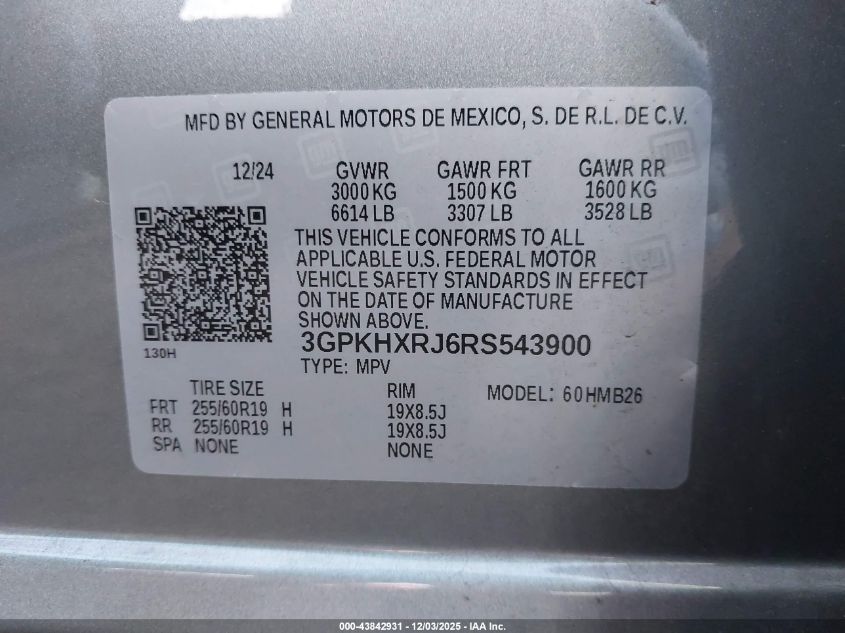 MFD BY GENERAL MOTORS DE MEXICO, S. DE R.L. DE C.V.
12/24 GVWR GAWR FRT GAWR RR
3000 KG 1500 KG 1600 KG
6614 LB 3307 LB 3528 LB
THIS VEHICLE CONFORMS TO ALL
APPLICABLE U.S. FEDERAL MOTOR
VEHICLE SAFETY STANDARDS IN EFFECT
ON THE DATE OF MANUFACTURE
SHOWN ABOVE.
3GPKHXRJ6RS543900
130H
TYPE: MPV
TIRE SIZE RIM MODEL: 60HMB26
FRT 255/60R19 H 19X8.5J
RR 255/60R19 H 19X8.5J
SPA NONE NONE
000-43842931 - 12/03/2025 - IAA Inc.